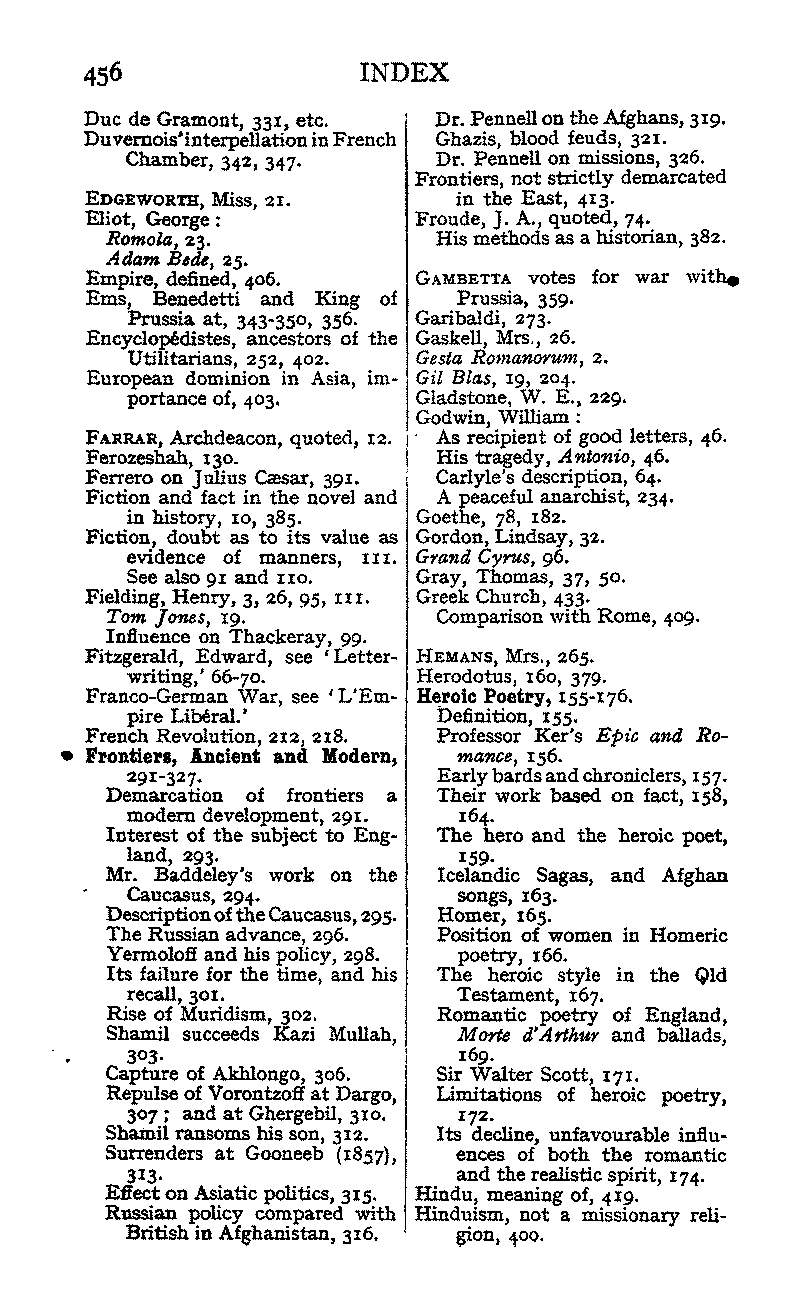 456 INDEX
Duc de Gramont, 331, etc.
Duvernois' interpellation in French
Chamber, 342, 347.
EDGEWORTH, Miss, 21.
Eliot, George :
Romola, 23.
Adam Bede, 25.
Empire, defined, 406.
Ems, Benedetti and King of
Prussia at, 343-350, 356.
Encyclopédistes, ancestors of the
Utilitarians, 252, 402.
European dominion in Asia, im-
portance of, 403.
FARRAR, Archdeacon, quoted, 12.
Ferozeshah, 130.
Ferrero on Julius Cæsar, 391.
Fiction and fact in the novel and
in history, 10, 385.
Fiction, doubt as to its value as
evidence of manners, 111.
See also 91 and 110.
Fielding, Henry, 3, 26, 95, 111.
Tom Jones, 19.
Influence on Thackeray, 99.
Fitzgerald, Edward, see 'Letter-
writing,' 66-70.
Franco-German War, see 'L'Em-
pire Libéral.'
French Revolution, 212, 218.
Frontiers, Ancient and Modern,
291-327.
Demarcation of frontiers a
modern development, 291.
Interest of the subject to Eng-
land, 293.
Mr. Baddeley's work on the
Caucasus, 294.
Description of the Caucasus, 295.
The Russian advance, 296.
Yermoloff and his policy, 298.
Its failure for the time, and his
recall, 301.
Rise of Muridism, 302.
Shamil succeeds Kazi Mullah,
303.
Capture of Akhlongo, 306.
Repulse of Vorontzoff at Dargo,
307 ; and at Ghergebil, 310.
Shamil ransoms his son, 312.
Surrenders at Gooneeb (1857),
313.
Effect on Asiatic politics, 315.
Russian policy compared with
British in Afghanistan, 316.
Dr. Pennell on the Afghans, 319.
Ghazis, blood feuds, 321.
Dr. Pennell on missions, 326.
Frontiers, not strictly demarcated
in the East, 413.
Froude, J. A., quoted, 74.
His methods as a historian, 382.
GAMBETTA votes for war with
Prussia, 359.
Garibaldi, 273.
Gaskell, Mrs., 26.
Gesta Romanorum, 2.
Gil Blas, 19, 204.
Gladstone, W. E., 229.
Godwin, William :
As recipient of good letters, 46.
His tragedy, Antonio, 46.
Carlyle's description, 64.
A peaceful anarchist, 234.
Goethe, 78, 182.
Gordon, Lindsay, 32.
Grand Cyrus, 96.
Gray, Thomas, 37, 50.
Greek Church, 433.
Comparison with Rome, 409.
HEMANS, Mrs., 265.
Herodotus, 160, 379.
Heroic Poetry, 155-176.
Definition, 155.
Professor Ker's Epic and Ro-
mance, 156.
Early bards and chroniclers, 157.
Their work based on fact, 158,
164.
The hero and the heroic poet,
159.
Icelandic Sagas, and Afghan
songs, 163.
Homer, 165.
Position of women in Homeric
poetry, 166.
The heroic style in the Old
Testament, 167.
Romantic poetry of England,
Morte d'Arthur and ballads,
169.
Sir Walter Scott, 171.
Limitations of heroic poetry,
172.
Its decline, unfavourable influ-
ences of both the romantic
and the realistic spirit, 174.
Hindu, meaning of, 419.
Hinduism, not a missionary reli-
gion, 400.